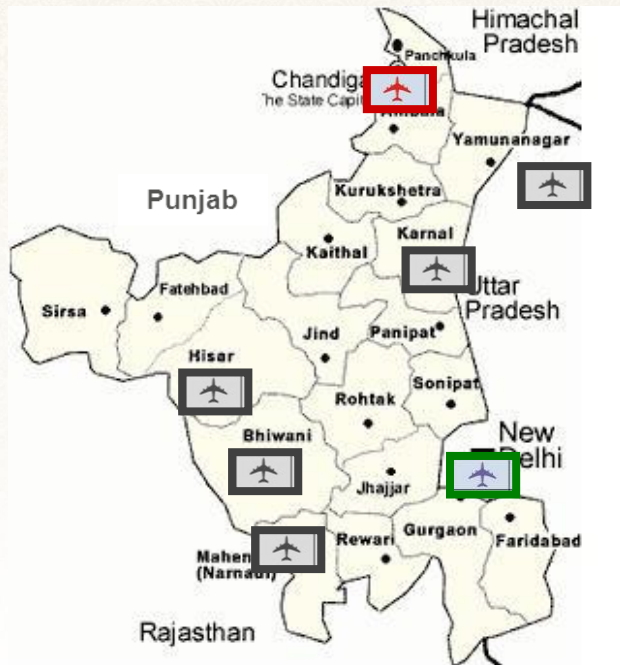 Himachal
Pradesh
Panchkula
Chandiga
The State Capit
Ambala
Yamunanagar
Punjab
Kurukshetra
Karnal
Kaithal
Uttar
Pradesh
Fatehbad
Sirsa
Jind
Panipat
Hisar
Sonipat
Rohtak
Bhiwani
New
Delhi
Jhajjar
Gurgaon
Rewari
Faridabad
Mahen
(Narnaul)
Rajasthan